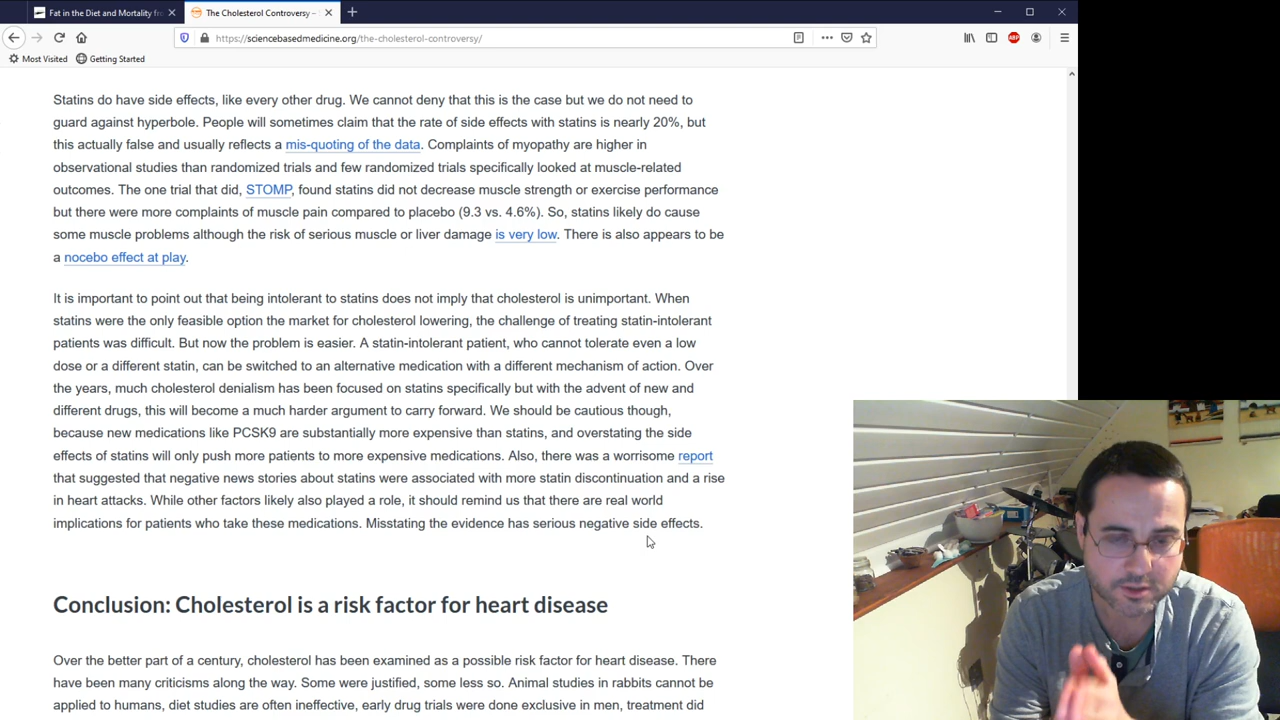 Fat in the Diet and Mortality fr
The Cholesterol Controversy –
https://sciencebasedmedicine.org/the-cholesterol-controversy/
ABP
Most Visited
Getting Started
Statins do have side effects, like every other drug. We cannot deny that this is the case but we do not need to
guard against hyperbole. People will sometimes claim that the rate of side effects with statins is nearly 20%, but
this actually false and usually reflects a mis-quoting of the data. Complaints of myopathy are higher in
observational studies than randomized trials and few randomized trials specifically looked at muscle-related
outcomes. The one trial that did, STOMP, found statins did not decrease muscle strength or exercise performance
but there were more complaints of muscle pain compared to placebo (9.3 vs. 4.6%). So, statins likely do cause
some muscle problems although the risk of serious muscle or liver damage is very low. There is also appears to be
a nocebo effect at play.
It is important to point out that being intolerant to statins does not imply that cholesterol is unimportant. When
statins were the only feasible option the market for cholesterol lowering, the challenge of treating statin-intolerant
patients was difficult. But now the problem is easier. A statin-intolerant patient, who cannot tolerate even a low
dose or a different statin, can be switched to an alternative medication with a different mechanism of action. Over
the years, much cholesterol denialism has been focused on statins specifically but with the advent of new and
different drugs, this will become a much harder argument to carry forward. We should be cautious though,
because new medications like PCSK9 are substantially more expensive than statins, and overstating the side
effects of statins will only push more patients to more expensive medications. Also, there was a worrisome report
that suggested that negative news stories about statins were associated with more statin discontinuation and a rise
in heart attacks. While other factors likely also played a role, it should remind us that there are real world
implications for patients who take these medications. Misstating the evidence has serious negative side effects.
Conclusion: Cholesterol is a risk factor for heart disease
Over the better part of a century, cholesterol has been examined as a possible risk factor for heart disease. There
have been many criticisms along the way. Some were justified, some less so. Animal studies in rabbits cannot be
applied to humans, diet studies are often ineffective, early drug trials were done exclusive in men, treatment did